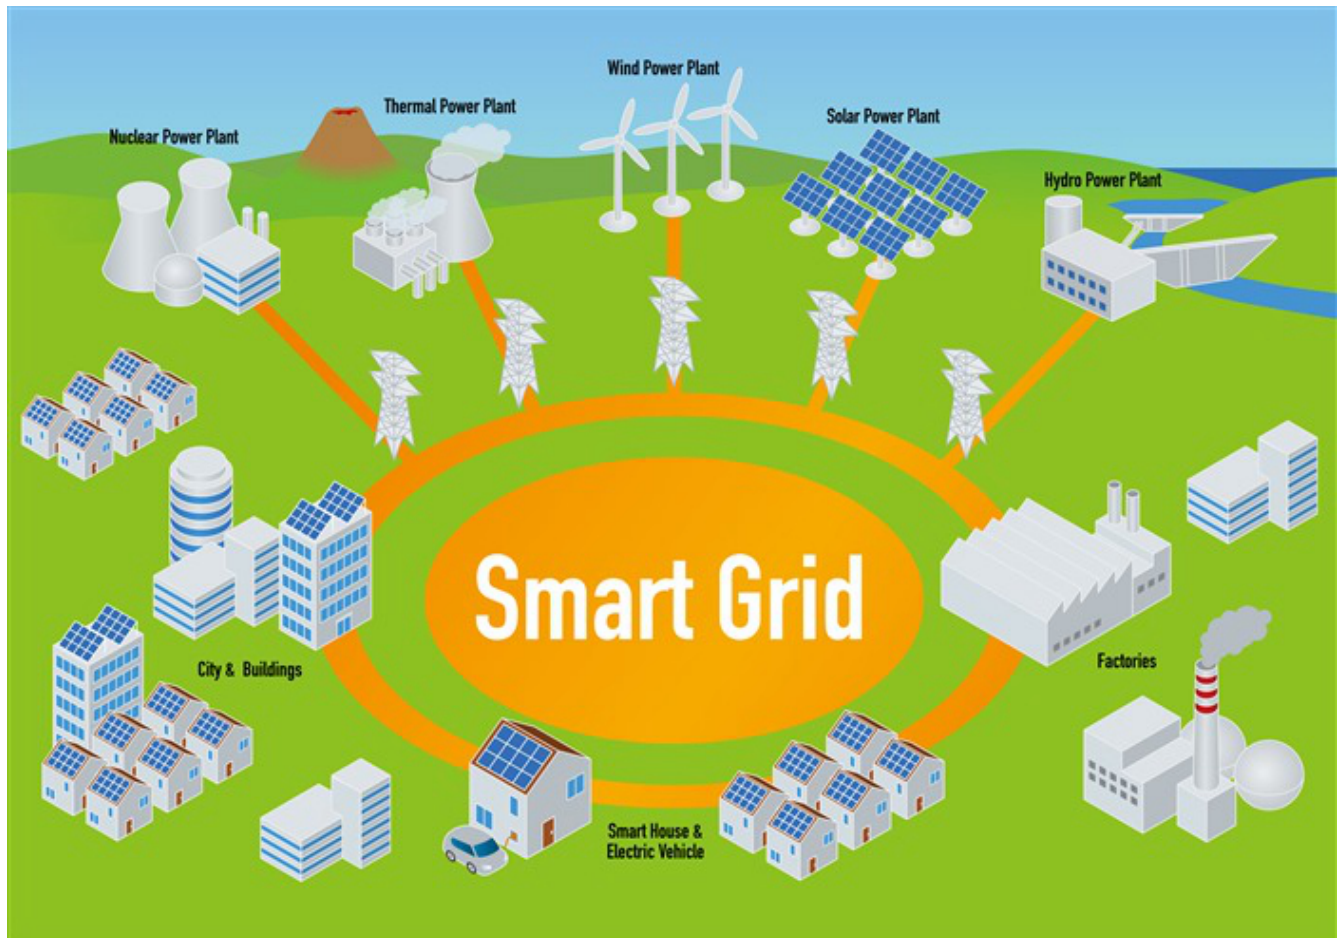 Wind Power Plant
Thermal Power Plant
Solar Power Plant
Nuclear Power Plant
Hydro Power Plant
Smart Grid
City & Buildings
Factories
Smart House &
Electric Vehicle